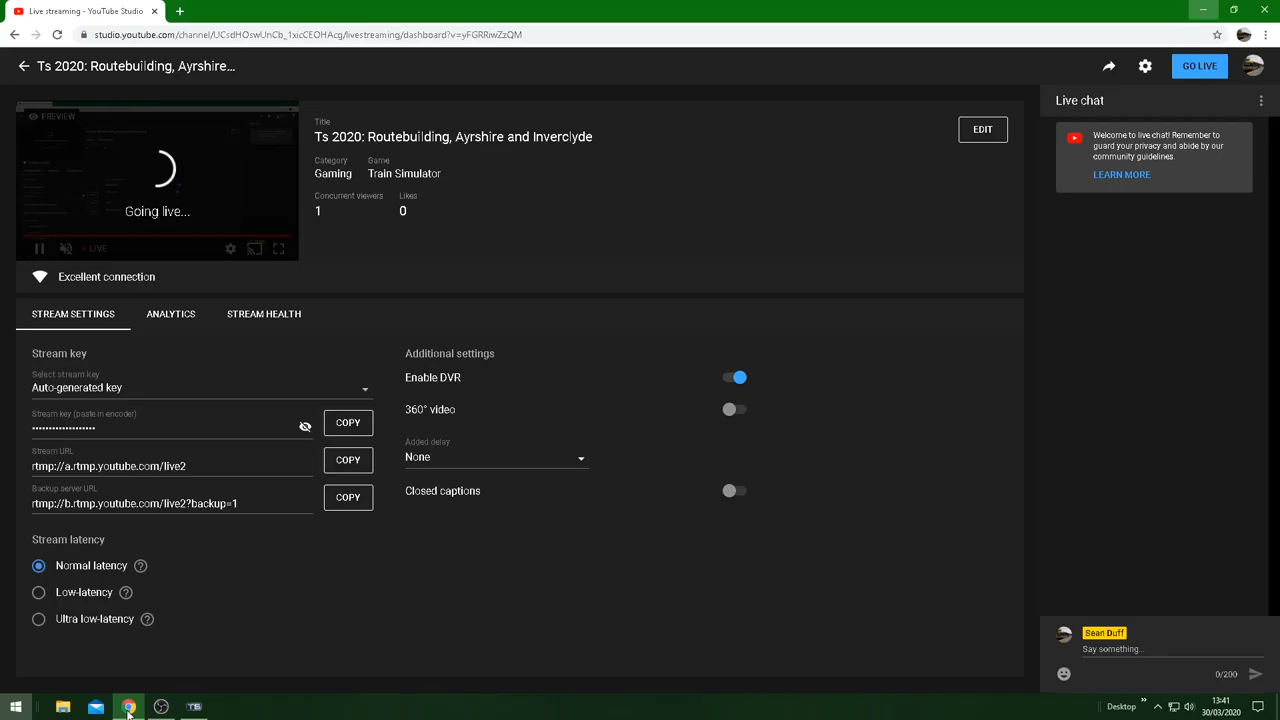 Live streaming - YouTube Studio
studio.youtube.com/channel/UCsdHOswUnCb_1xicCEOHAcg/livestreaming/dashboard?v=yFGRRiwZzQM
Ts 2020: Routebuilding, Ayrshire...
GO LIVE
PREVIEW
Going live...
LIVE
Title
Ts 2020: Routebuilding, Ayrshire and Inverclyde
EDIT
Category Game
Gaming Train Simulator
Concurrent viewers Likes
1 0
Excellent connection
STREAM SETTINGS ANALYTICS STREAM HEALTH
Stream key
Select stream key
Auto-generated key
Stream key (paste in encoder)
••••••••••••••••••• COPY
Stream URL
rtmp://a.rtmp.youtube.com/live2 COPY
Backup server URL
rtmp://b.rtmp.youtube.com/live2?backup=1 COPY
Stream latency
Normal latency
Low-latency
Ultra low-latency
Additional settings
Enable DVR
360° video
Added delay
None
Closed captions
Live chat
Welcome to live chat! Remember to
guard your privacy and abide by our
community guidelines.
LEARN MORE
Sean Duff
Say something...
0/200
TS
Desktop
13:41
30/03/2020